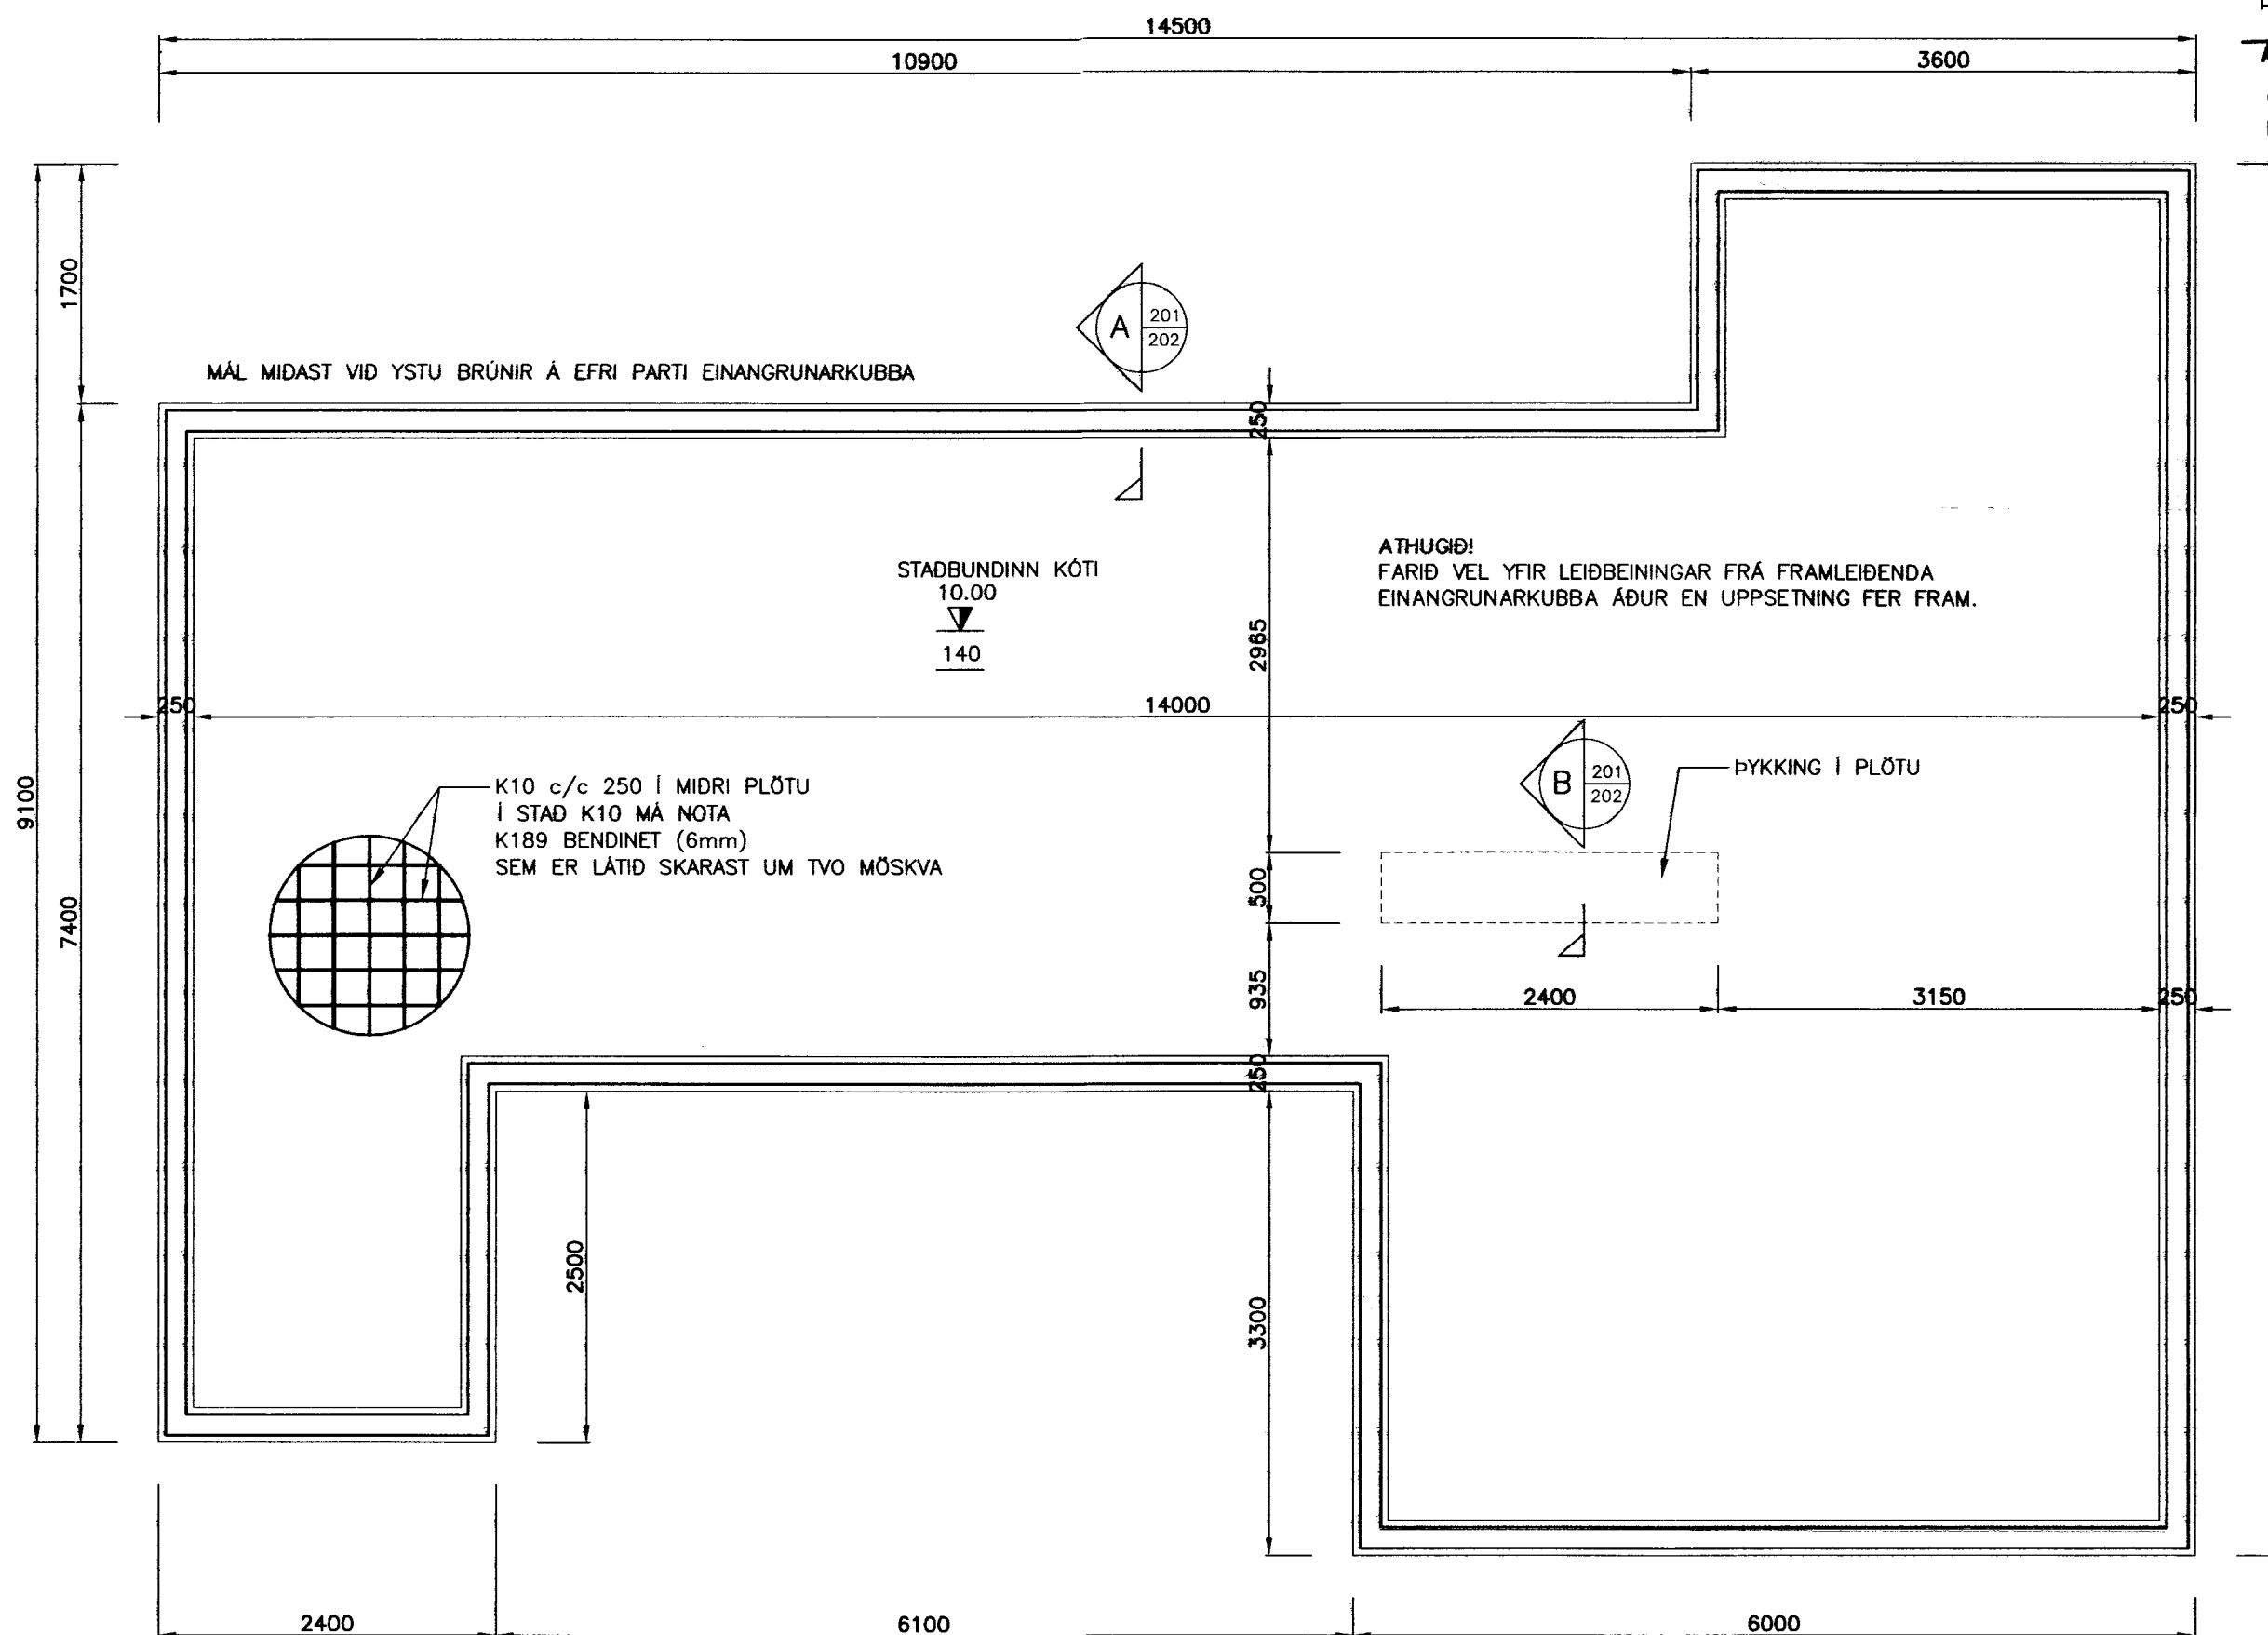 14500
10900
3600
1700
A
201
202
MÁL MIÐAST VIÐ YSTU BRÚNIR Á EFRI PARTI EINANGRUNARKUBBA
250
STAÐBUNDINN KÓTI
10.00
140
ATHUGIÐ!
FARIÐ VEL YFIR LEIÐBEININGAR FRÁ FRAMLEIÐENDA
EINANGRUNARKUBBA ÁÐUR EN UPPSETNING FER FRAM.
2965
250
14000
250
9100
7400
K10 c/c 250 Í MIÐRI PLÖTU
Í STAÐ K10 MÁ NOTA
K189 BENDINET (6mm)
SEM ER LÁTIÐ SKARAST UM TVO MÖSKVA
B
201
202
ÞYKKING Í PLÖTU
500
935
2400
3150
250
250
2500
3300
2400
6100
6000